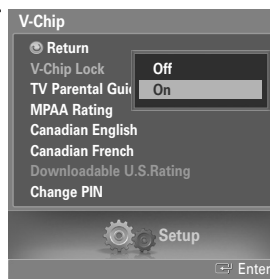 V-Chip
Return
V-Chip Lock
Off
TV Parental Gui
On
MPAA Rating
Canadian English
Canadian French
Downloadable U.S.Rating
Change PIN
Setup
Enter